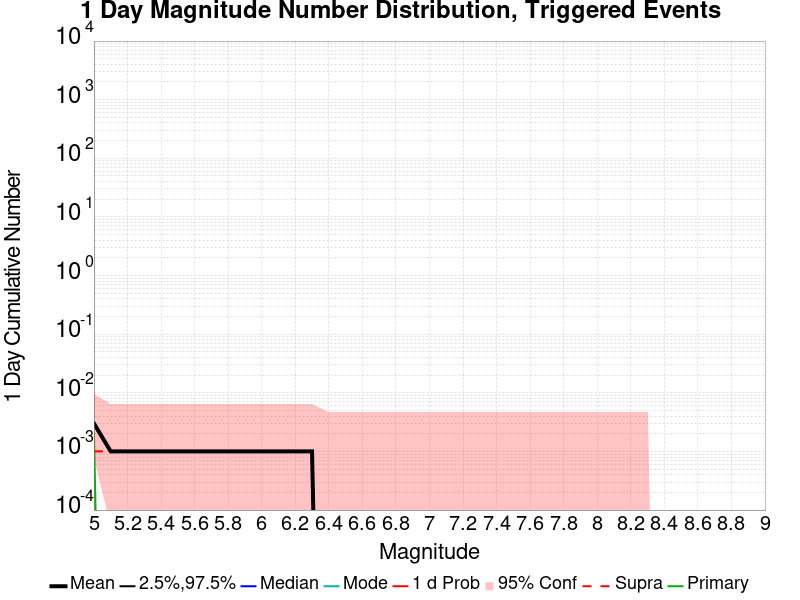 1 Day Magnitude Number Distribution, Triggered Events
1 Day Cumulative Number
10 4
10 3
10 2
10 1
10 0
10 -1
10 -2
10 -3
10 -4
5 5.2 5.4 5.6 5.8 6 6.2 6.4 6.6 6.8 7 7.2 7.4 7.6 7.8 8 8.2 8.4 8.6 8.8 9
Magnitude
Mean 2.5%,97.5% Median Mode 1 d Prob 95% Conf Supra Primary